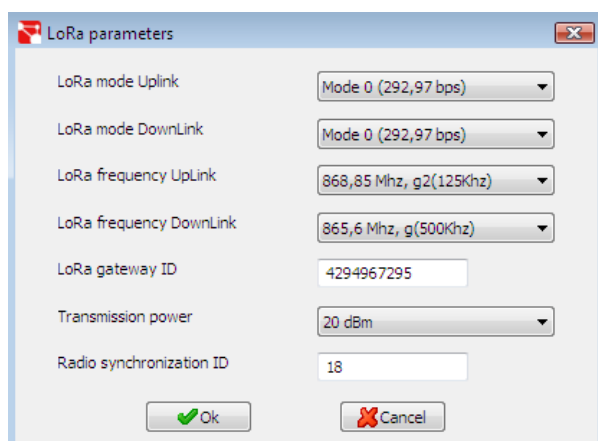 LoRa parameters
LoRa mode Uplink Mode 0 (292,97 bps)
LoRa mode DownLink Mode 0 (292,97 bps)
LoRa frequency UpLink 868,85 Mhz, g2(125Khz)
LoRa frequency DownLink 865,6 Mhz, g(500Khz)
LoRa gateway ID 4294967295
Transmission power 20 dBm
Radio synchronization ID 18
Ok Cancel